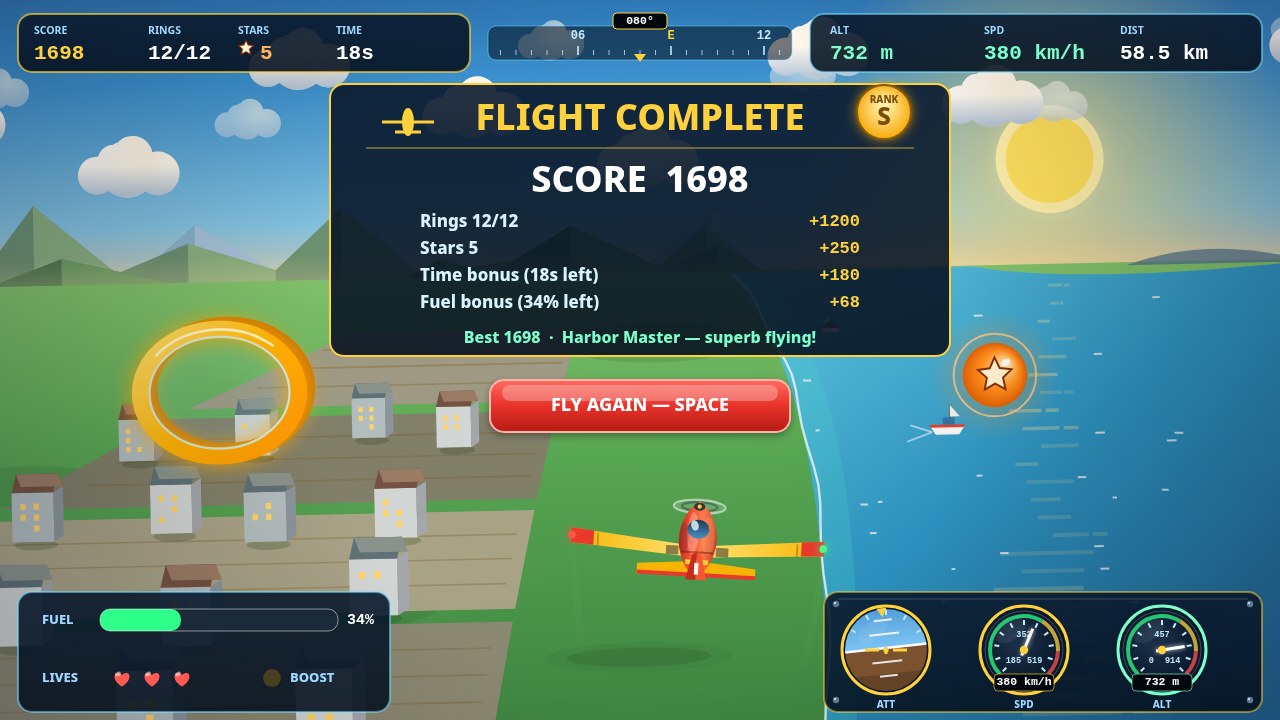 SCORE RINGS STARS TIME
1698 12/12 5 18s
080°
06 E 12
ALT SPD DIST
732 m 380 km/h 58.5 km
FLIGHT COMPLETE
RANK
S
SCORE 1698
Rings 12/12 +1200
Stars 5 +250
Time bonus (18s left) +180
Fuel bonus (34% left) +68
Best 1698 · Harbor Master — superb flying!
FLY AGAIN — SPACE
FUEL 34%
LIVES BOOST
352
185 519
380 km/h
457
0 914
732 m
ATT SPD ALT